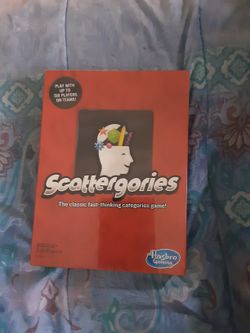 PLAY WITH
UP TO
SIX PLAYERS
OR TEAMS!
Scattergories
The classic fast-thinking categories game!
Hasbro
Gaming